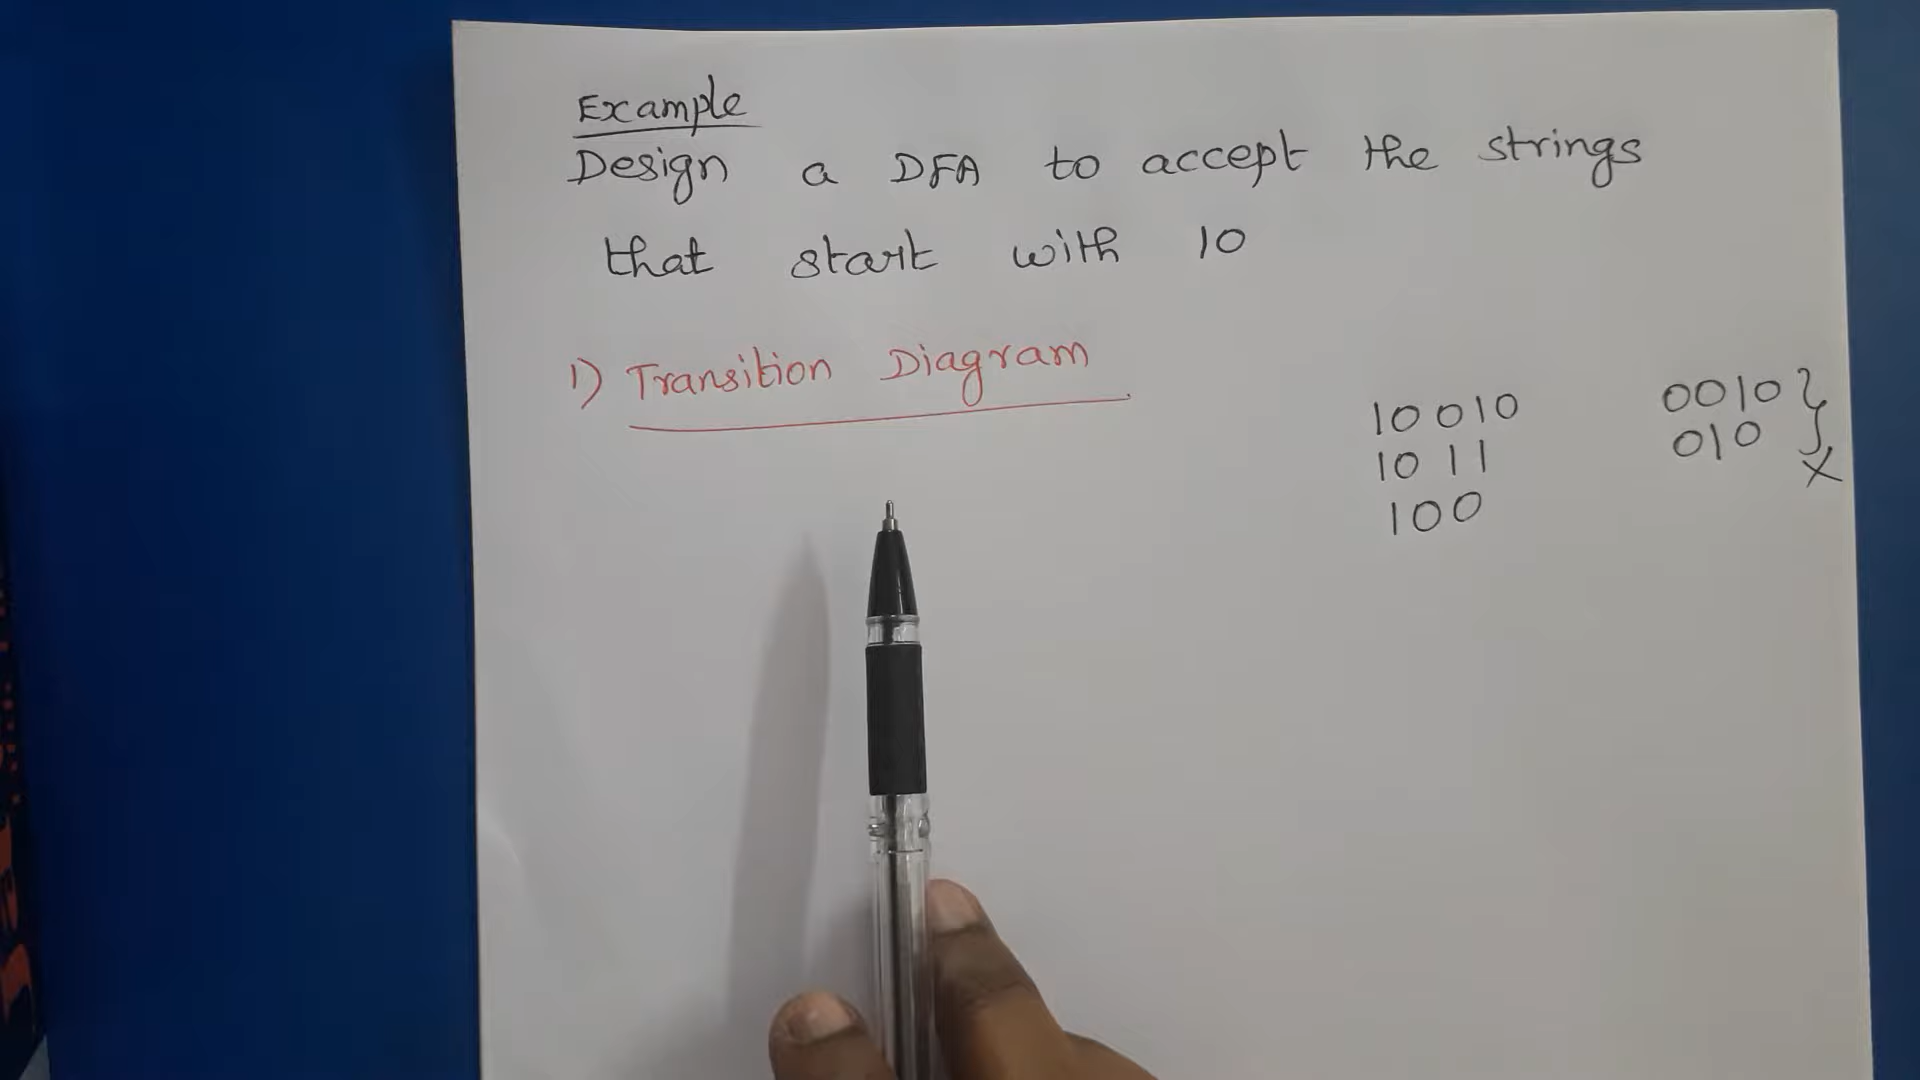 Example
Design a DFA to accept the strings
that start with 10
1) Transition Diagram
10010 0010 }
1011 010 }
X
100